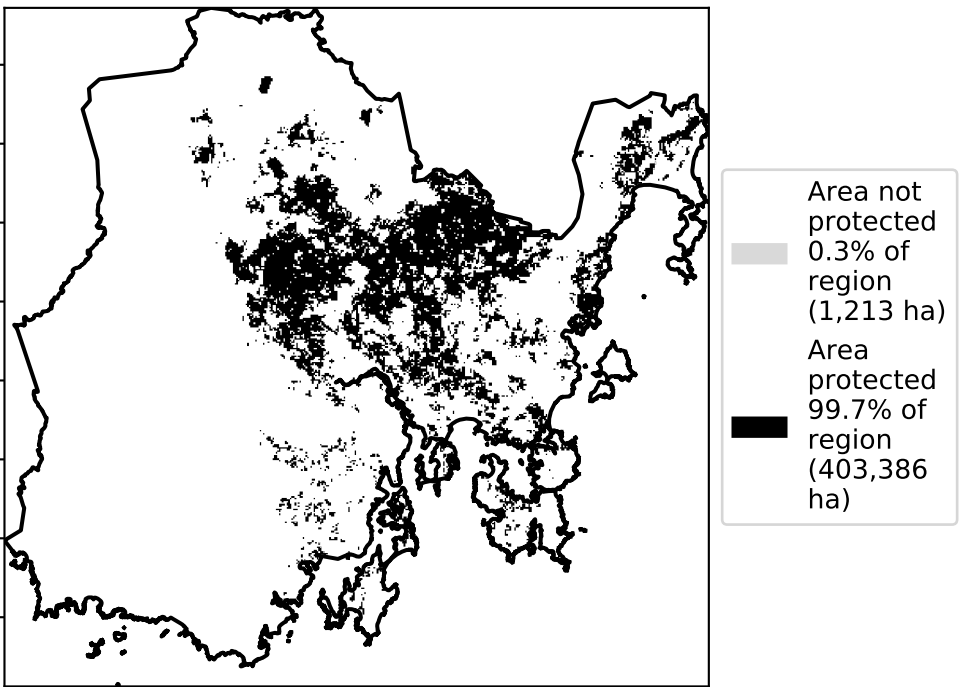 Area not
protected
0.3% of
region
(1,213 ha)
Area
protected
99.7% of
region
(403,386
ha)